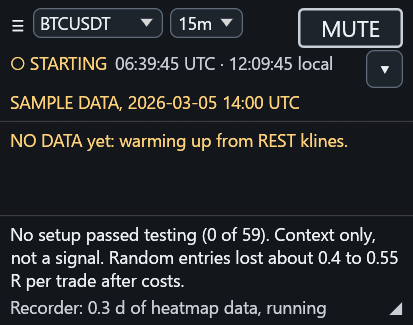 ☰ BTCUSDT ▼ 15m ▼ MUTE
○ STARTING 06:39:45 UTC · 12:09:45 local ▼
SAMPLE DATA, 2026-03-05 14:00 UTC
NO DATA yet: warming up from REST klines.
No setup passed testing (0 of 59). Context only,
not a signal. Random entries lost about 0.4 to 0.55
R per trade after costs.
Recorder: 0.3 d of heatmap data, running